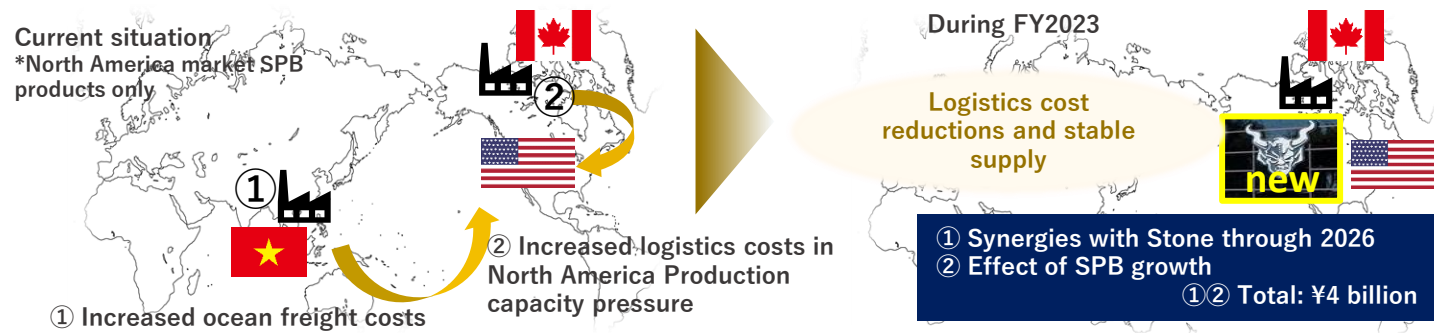 Current situation
*North America market SPB
products only
②
①
② Increased logistics costs in
North America Production
capacity pressure
① Increased ocean freight costs
During FY2023
Logistics cost
reductions and stable
supply
new
① Synergies with Stone through 2026
② Effect of SPB growth
①② Total: ¥4 billion